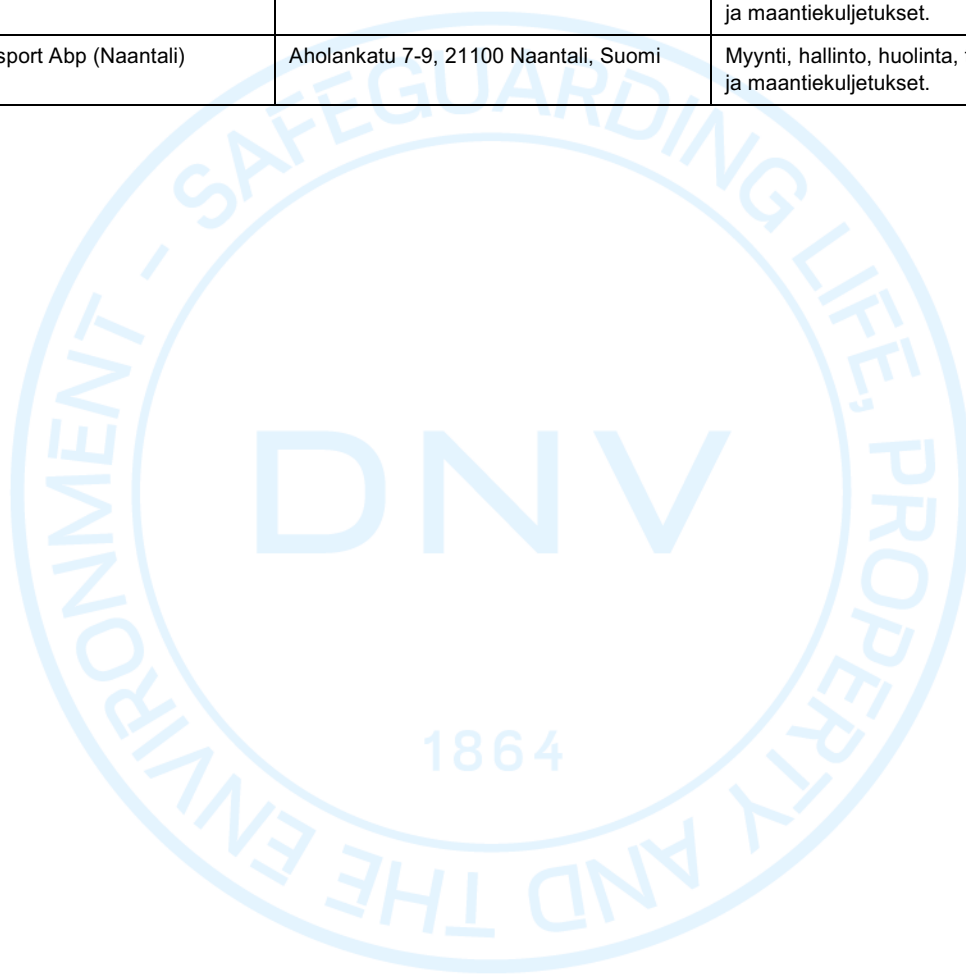 ja maantiekuljetukset.
sport Abp (Naantali) Aholankatu 7-9, 21100 Naantali, Suomi Myynti, hallinto, huolinta,
ja maantiekuljetukset.
SAFEGUARDING LIFE, PROPERTY AND THE ENVIRONMENT -
DNV
1864